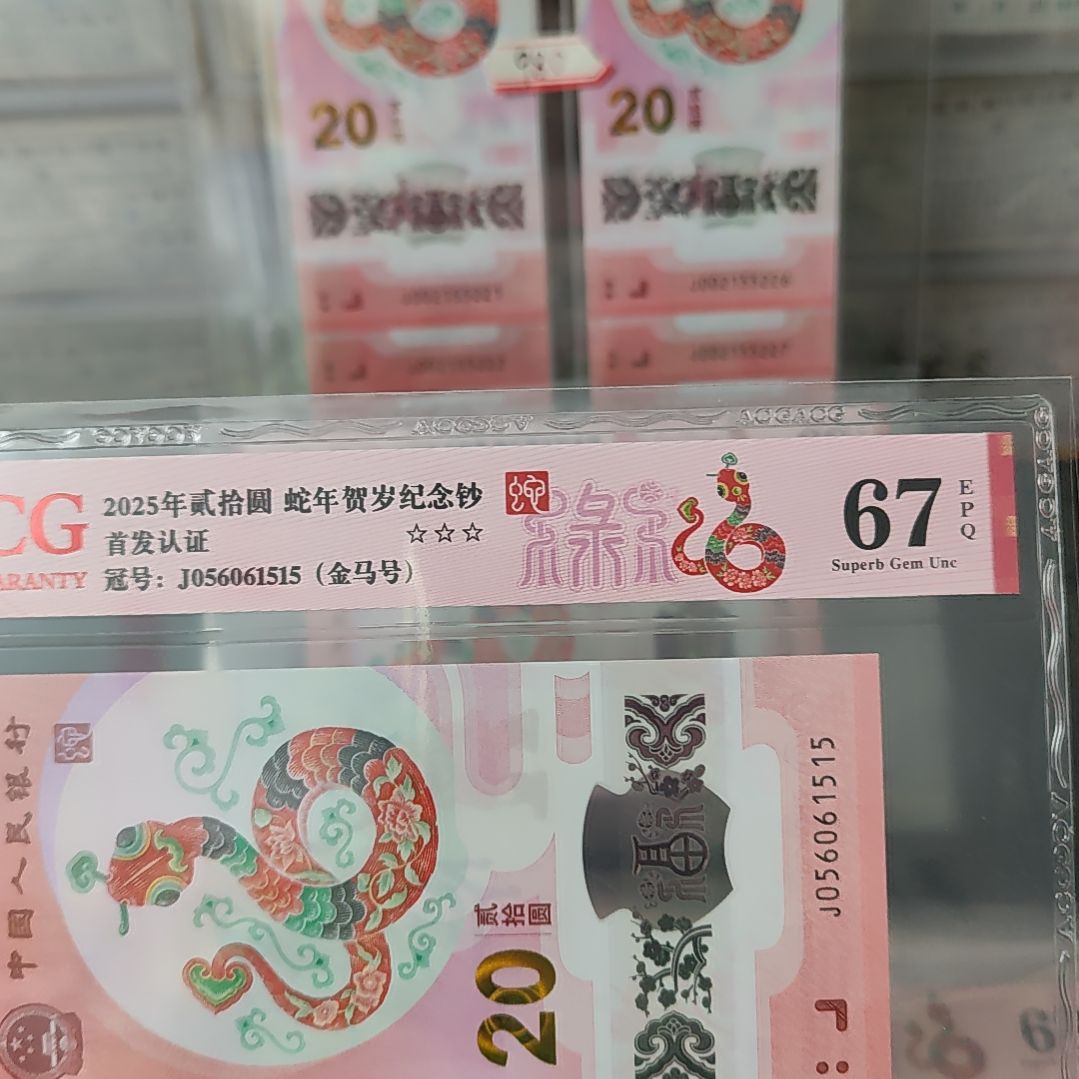 20
20
ACGACG
CG
2025年贰拾圆 蛇年贺岁纪念钞
首发认证
☆☆☆
ARANTY
冠号：J056061515（金马号）
67
EPQ
Superb Gem Unc
中国人民银行
贰拾圆
20
J056061515